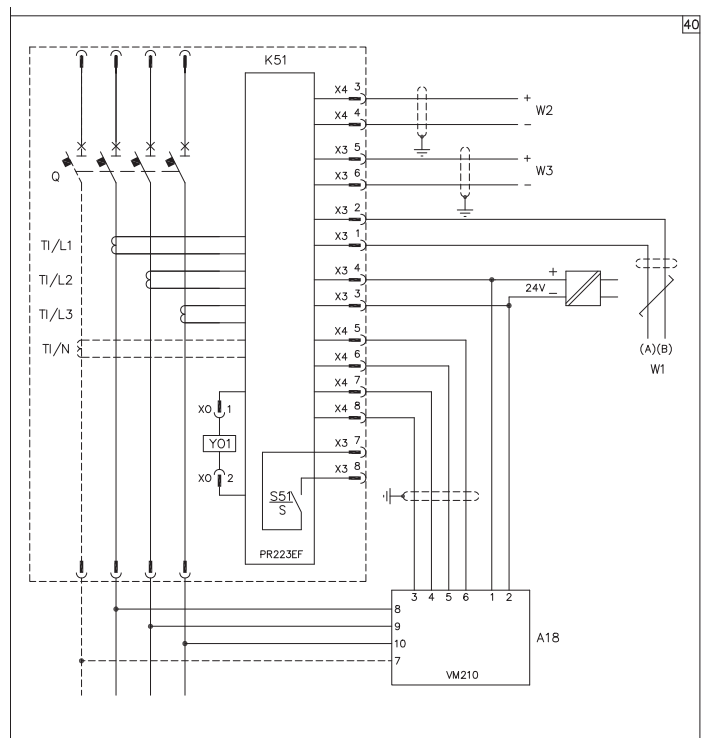 40
K51
X4 3
+
W2
X4 4
–
X3 5
+
W3
X3 6
–
Q
X3 2
X3 1
TI/L1
X3 4
+
TI/L2
24V –
X3 3
TI/L3
X4 5
TI/N
(A)(B)
X4 6
W1
X4 7
X0 1
X4 8
Y01
X3 7
X0 2
X3 8
S51
S
PR223EF
3 4 5 6 1 2
8
9
A18
10
7
VM210